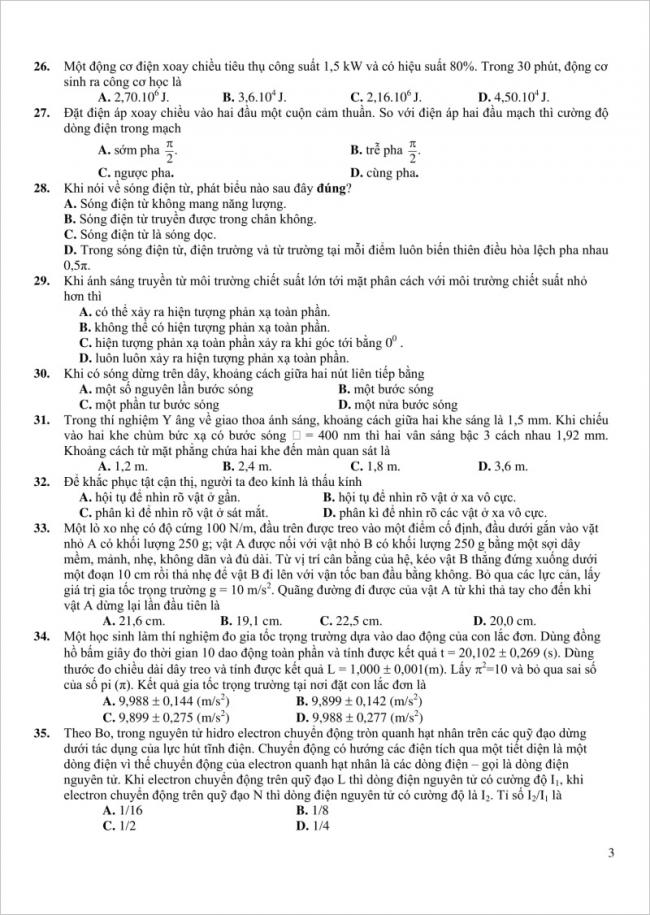 26. Một động cơ điện xoay chiều tiêu thụ công suất 1,5 kW và có hiệu suất 80%. Trong 30 phút, động cơ
sinh ra công cơ học là
A. 2,70.10⁶ J. B. 3,6.10⁴ J. C. 2,16.10⁶ J. D. 4,50.10⁴ J.
27. Đặt điện áp xoay chiều vào hai đầu một cuộn cảm thuần. So với điện áp hai đầu mạch thì cường độ
dòng điện trong mạch
A. sớm pha π/2. B. trễ pha π/2.
C. ngược pha. D. cùng pha.
28. Khi nói về sóng điện từ, phát biểu nào sau đây đúng?
A. Sóng điện từ không mang năng lượng.
B. Sóng điện từ truyền được trong chân không.
C. Sóng điện từ là sóng dọc.
D. Trong sóng điện từ, điện trường và từ trường tại mỗi điểm luôn biến thiên điều hòa lệch pha nhau
0,5π.
29. Khi ánh sáng truyền từ môi trường chiết suất lớn tới mặt phân cách với môi trường chiết suất nhỏ
hơn thì
A. có thể xảy ra hiện tượng phản xạ toàn phần.
B. không thể có hiện tượng phản xạ toàn phần.
C. hiện tượng phản xạ toàn phần xảy ra khi góc tới bằng 0⁰ .
D. luôn luôn xảy ra hiện tượng phản xạ toàn phần.
30. Khi có sóng dừng trên dây, khoảng cách giữa hai nút liên tiếp bằng
A. một số nguyên lần bước sóng B. một bước sóng
C. một phần tư bước sóng D. một nửa bước sóng
31. Trong thí nghiệm Y âng về giao thoa ánh sáng, khoảng cách giữa hai khe sáng là 1,5 mm. Khi chiếu
vào hai khe chùm bức xạ có bước sóng □ = 400 nm thì hai vân sáng bậc 3 cách nhau 1,92 mm.
Khoảng cách từ mặt phẳng chứa hai khe đến màn quan sát là
A. 1,2 m. B. 2,4 m. C. 1,8 m. D. 3,6 m.
32. Để khắc phục tật cận thị, người ta đeo kính là thấu kính
A. hội tụ để nhìn rõ vật ở gần. B. hội tụ để nhìn rõ vật ở xa vô cực.
C. phân kì để nhìn rõ vật ở sát mắt. D. phân kì để nhìn rõ các vật ở xa vô cực.
33. Một lò xo nhẹ có độ cứng 100 N/m, đầu trên được treo vào một điểm cố định, đầu dưới gắn vào vật
nhỏ A có khối lượng 250 g; vật A được nối với vật nhỏ B có khối lượng 250 g bằng một sợi dây
mềm, mảnh, nhẹ, không dãn và đủ dài. Từ vị trí cân bằng của hệ, kéo vật B thẳng đứng xuống dưới
một đoạn 10 cm rồi thả nhẹ để vật B đi lên với vận tốc ban đầu bằng không. Bỏ qua các lực cản, lấy
giá trị gia tốc trọng trường g = 10 m/s². Quãng đường đi được của vật A từ khi thả tay cho đến khi
vật A dừng lại lần đầu tiên là
A. 21,6 cm. B. 19,1 cm. C. 22,5 cm. D. 20,0 cm.
34. Một học sinh làm thí nghiệm đo gia tốc trọng trường dựa vào dao động của con lắc đơn. Dùng đồng
hồ bấm giây đo thời gian 10 dao động toàn phần và tính được kết quả t = 20,102 ± 0,269 (s). Dùng
thước đo chiều dài dây treo và tính được kết quả L = 1,000 ± 0,001(m). Lấy π²=10 và bỏ qua sai số
của số pi (π). Kết quả gia tốc trọng trường tại nơi đặt con lắc đơn là
A. 9,988 ± 0,144 (m/s²) B. 9,899 ± 0,142 (m/s²)
C. 9,899 ± 0,275 (m/s²) D. 9,988 ± 0,277 (m/s²)
35. Theo Bo, trong nguyên tử hidro electron chuyển động tròn quanh hạt nhân trên các quỹ đạo dừng
dưới tác dụng của lực hút tĩnh điện. Chuyển động có hướng các điện tích qua một tiết diện là một
dòng điện vì thế chuyển động của electron quanh hạt nhân là các dòng điện – gọi là dòng điện
nguyên tử. Khi electron chuyển động trên quỹ đạo L thì dòng điện nguyên tử có cường độ I₁, khi
electron chuyển động trên quỹ đạo N thì dòng điện nguyên tử có cường độ là I₂. Tỉ số I₂/I₁ là
A. 1/16 B. 1/8
C. 1/2 D. 1/4
3